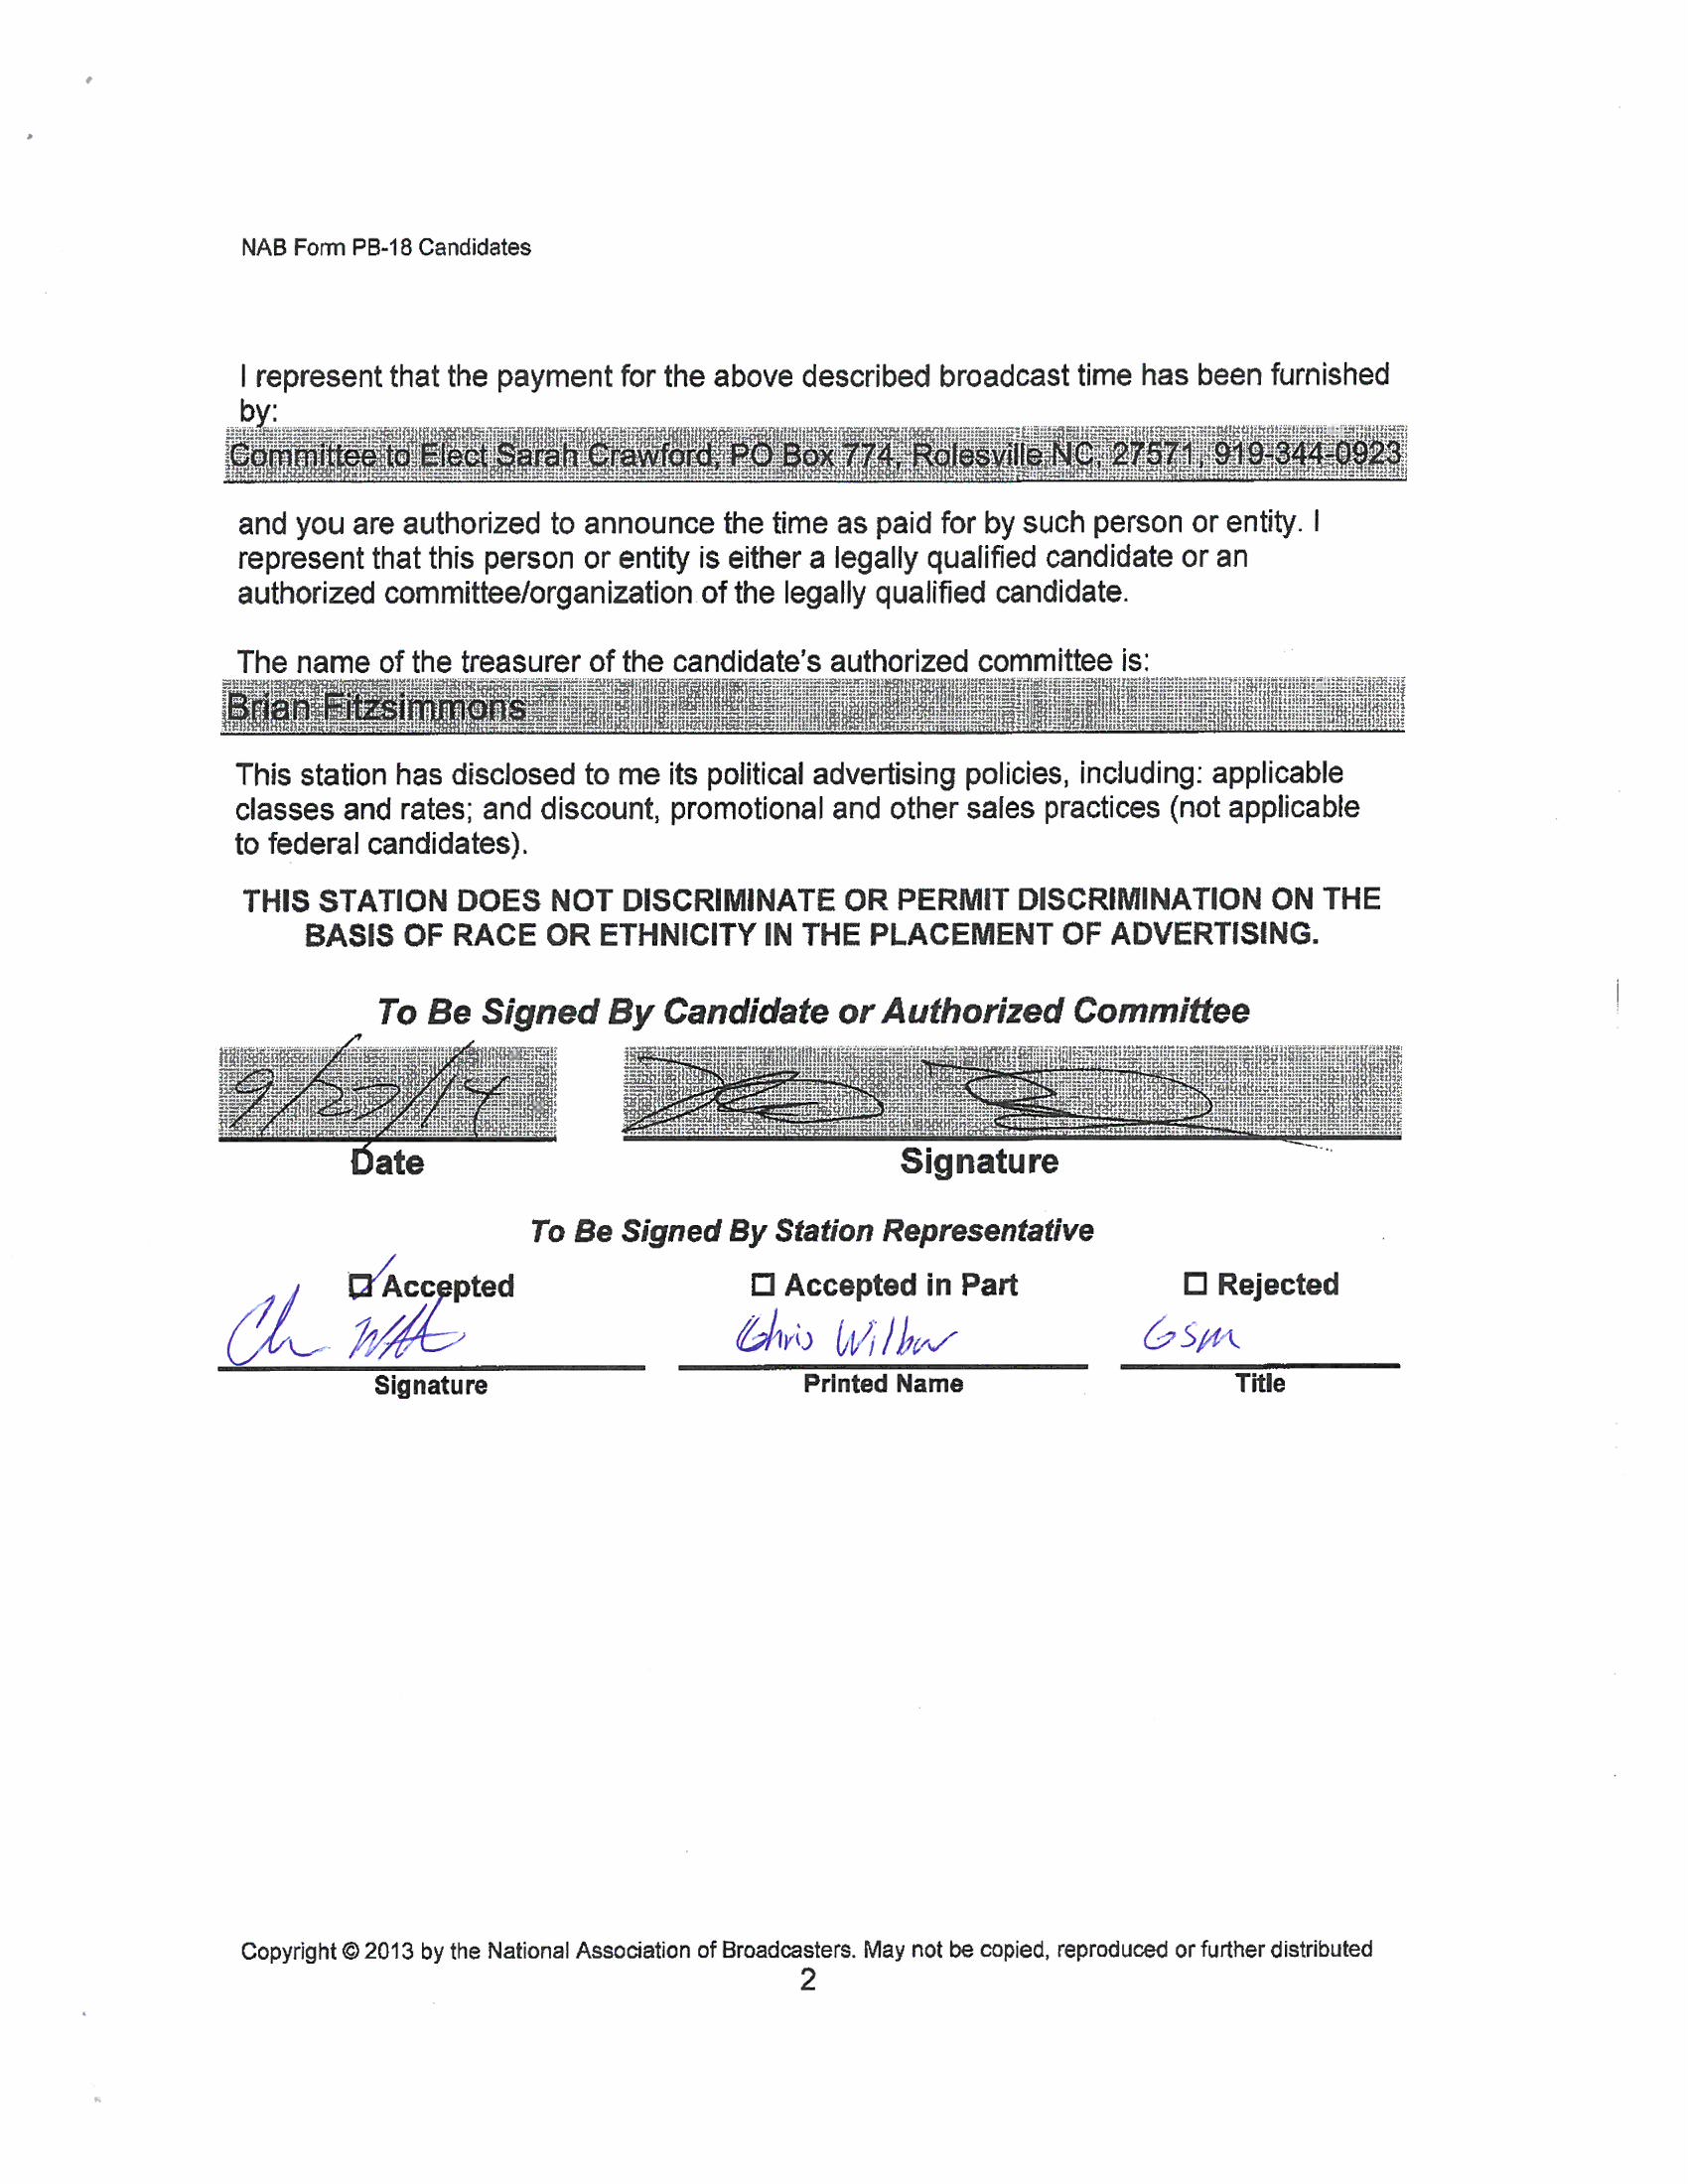 NAB Form PB-18 Candidates
I represent that the payment for the above described broadcast time has been furnished
by:
Committee to Elect Sarah Crawford, PO Box 774, Rolesville NC, 27571, 919-344-0923
and you are authorized to announce the time as paid for by such person or entity. I
represent that this person or entity is either a legally qualified candidate or an
authorized committee/organization of the legally qualified candidate.
The name of the treasurer of the candidate's authorized committee is:
Brian Fitzsimmons
This station has disclosed to me its political advertising policies, including: applicable
classes and rates; and discount, promotional and other sales practices (not applicable
to federal candidates).
THIS STATION DOES NOT DISCRIMINATE OR PERMIT DISCRIMINATION ON THE
BASIS OF RACE OR ETHNICITY IN THE PLACEMENT OF ADVERTISING.
To Be Signed By Candidate or Authorized Committee
9/27/14
Date Signature
To Be Signed By Station Representative
Accepted Accepted in Part Rejected
Chris Wilbur GSM
Signature Printed Name Title
Copyright © 2013 by the National Association of Broadcasters. May not be copied, reproduced or further distributed
2